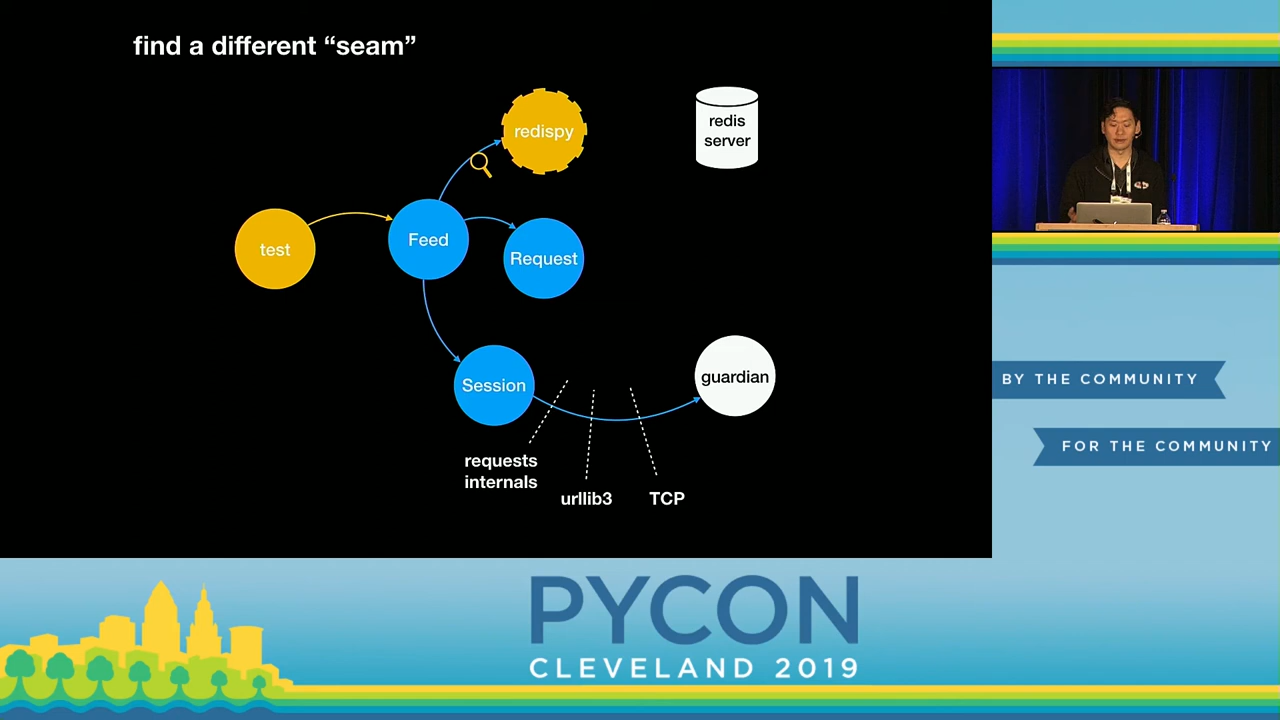 find a different “seam”
redispy
redis
server
test
Feed
Request
Session
guardian
requests
internals
urllib3
TCP
BY THE COMMUNITY
FOR THE COMMUNITY
PYCON
CLEVELAND 2019